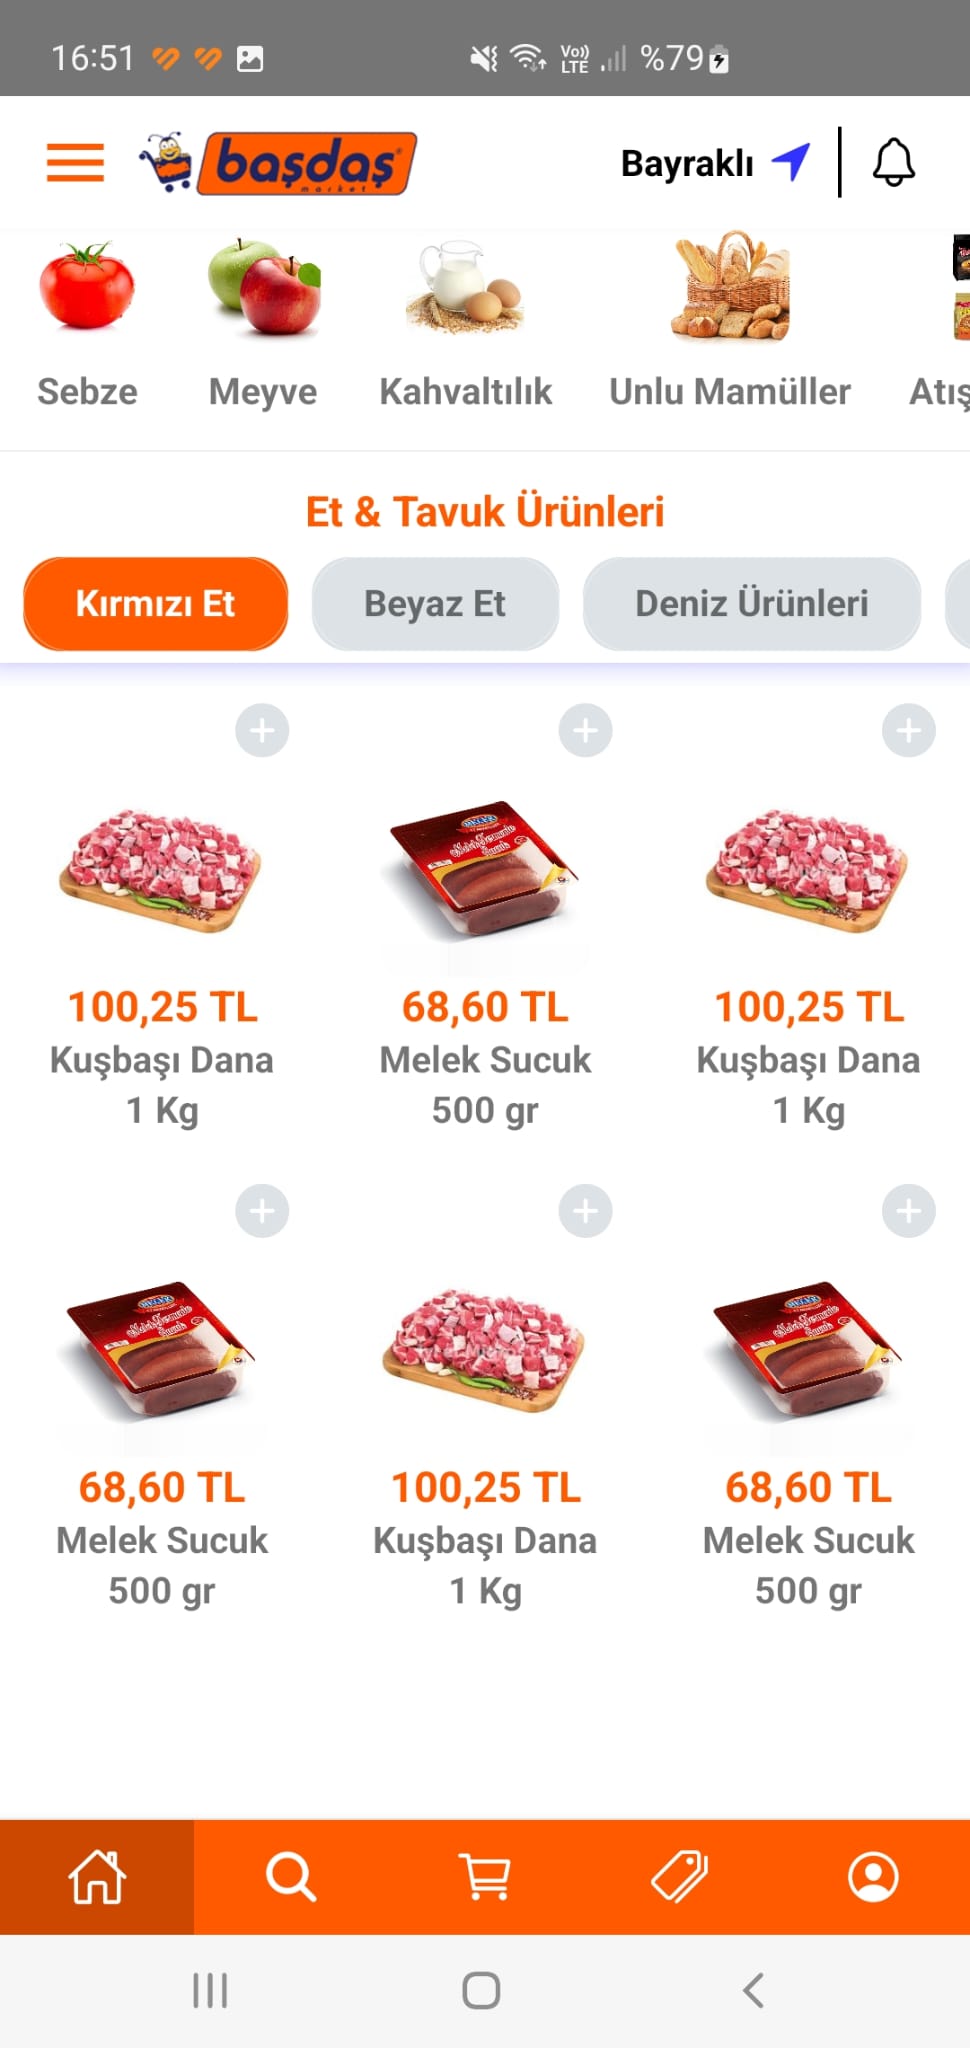 16:51
Vo))
LTE
%79
başdaş
market
Bayraklı
Sebze Meyve Kahvaltılık Unlu Mamüller Atış
Et & Tavuk Ürünleri
Kırmızı Et Beyaz Et Deniz Ürünleri
100,25 TL 68,60 TL 100,25 TL
Kuşbaşı Dana Melek Sucuk Kuşbaşı Dana
1 Kg 500 gr 1 Kg
68,60 TL 100,25 TL 68,60 TL
Melek Sucuk Kuşbaşı Dana Melek Sucuk
500 gr 1 Kg 500 gr